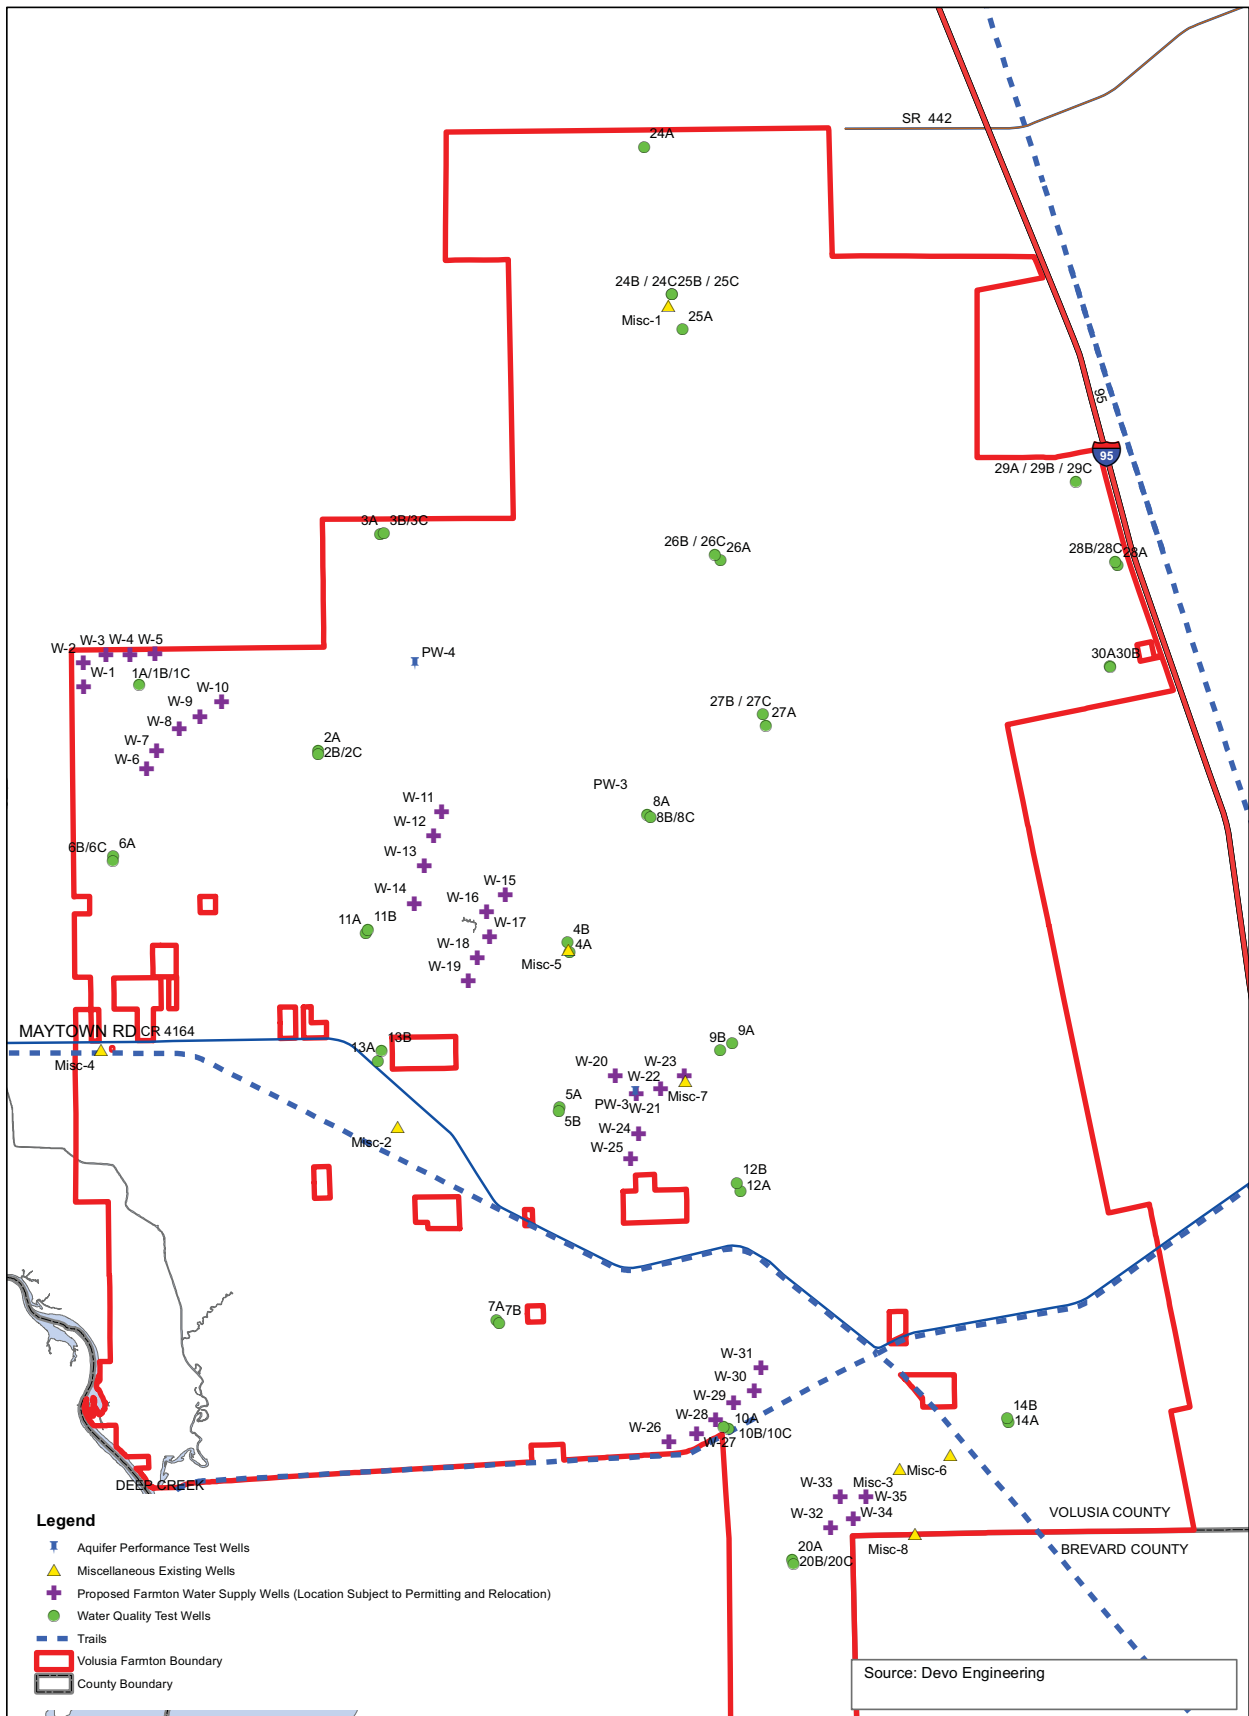 SR 442
24A
24B / 24C25B / 25C
Misc-1
25A
95
95
29A / 29B / 29C
3A 3B/3C
26B / 26C
26A
28B/28C
28A
W-2
W-3 W-4 W-5
W-1
1A/1B/1C
PW-4
30A30B
W-10
W-9
W-8
W-7
W-6
27B / 27C
27A
2A
2B/2C
PW-3
8A
8B/8C
W-11
W-12
W-13
W-14
6B/6C
6A
W-15
W-16
W-17
W-18
W-19
11A
11B
4B
4A
Misc-5
MAYTOWN RD CR 4164
Misc-4
13B
13A
9B
9A
W-20
W-22
W-23
PW-3
W-21
Misc-7
5A
5B
W-24
W-25
Misc-2
12B
12A
7A
7B
W-31
W-30
W-29
W-28
W-26
W-27
10A
10B/10C
14B
14A
Misc-6
W-33
Misc-3
W-35
W-32
W-34
Misc-8
20A
20B/20C
VOLUSIA COUNTY
BREVARD COUNTY
DEEP CREEK
Legend
Aquifer Performance Test Wells
Miscellaneous Existing Wells
Proposed Farmton Water Supply Wells (Location Subject to Permitting and Relocation)
Water Quality Test Wells
Trails
Volusia Farmton Boundary
County Boundary
Source: Devo Engineering